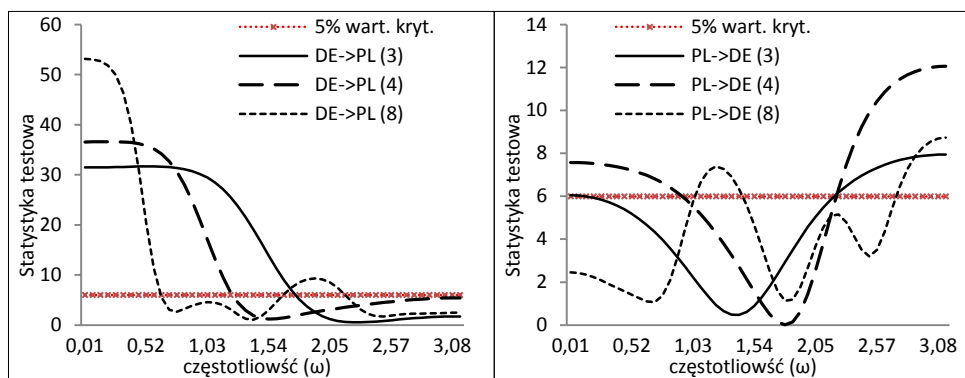 60
50
40
30
20
10
0
Statystyka testowa
5% wart. kryt.
DE->PL (3)
DE->PL (4)
DE->PL (8)
0,01 0,52 1,03 1,54 2,05 2,57 3,08
częstotliowść (ω)
14
12
10
8
6
4
2
0
Statystyka testowa
5% wart. kryt.
PL->DE (3)
PL->DE (4)
PL->DE (8)
0,01 0,52 1,03 1,54 2,05 2,57 3,08
częstotliowść (ω)